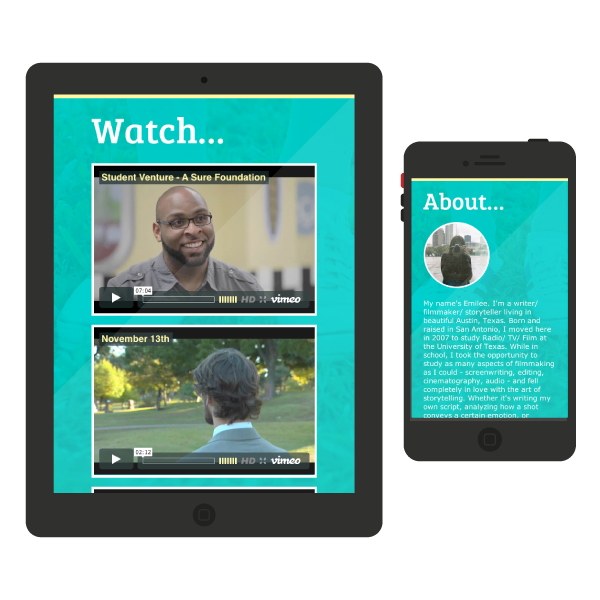 Watch...
Student Venture - A Sure Foundation
07:04
HD vimeo
November 13th
02:12
HD vimeo
About...
My name's Emilee. I'm a writer/
filmmaker/ storyteller living in
beautiful Austin, Texas. Born and
raised in San Antonio, I moved here
in 2007 to study Radio/ TV/ Film at
the University of Texas. While in
school, I took the opportunity to
study as many aspects of filmmaking
as I could - screenwriting, editing,
cinematography, audio - and fell
completely in love with the art of
storytelling. Whether it's writing my
own script, analyzing how a shot
conveys a certain emotion, or